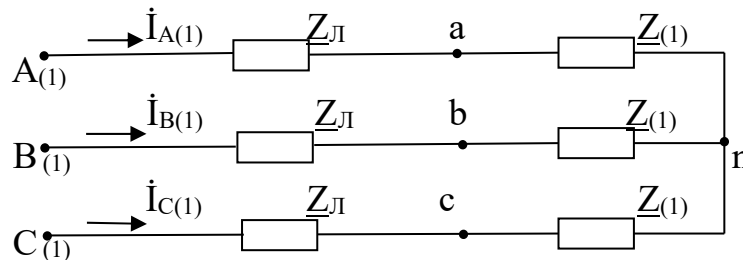 İA(1) ZЛ a Z(1)
A(1)
İB(1) ZЛ b Z(1)
B(1) n
İC(1) ZЛ c Z(1)
C(1)